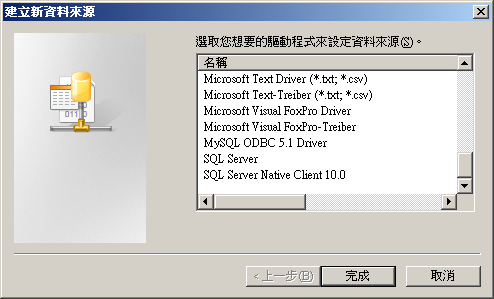 建立新資料來源
選取您想要的驅動程式來設定資料來源(S)。
名稱
Microsoft Text Driver (*.txt; *.csv)
Microsoft Text-Treiber (*.txt; *.csv)
Microsoft Visual FoxPro Driver
Microsoft Visual FoxPro-Treiber
MySQL ODBC 5.1 Driver
SQL Server
SQL Server Native Client 10.0
< 上一步(B)
完成
取消